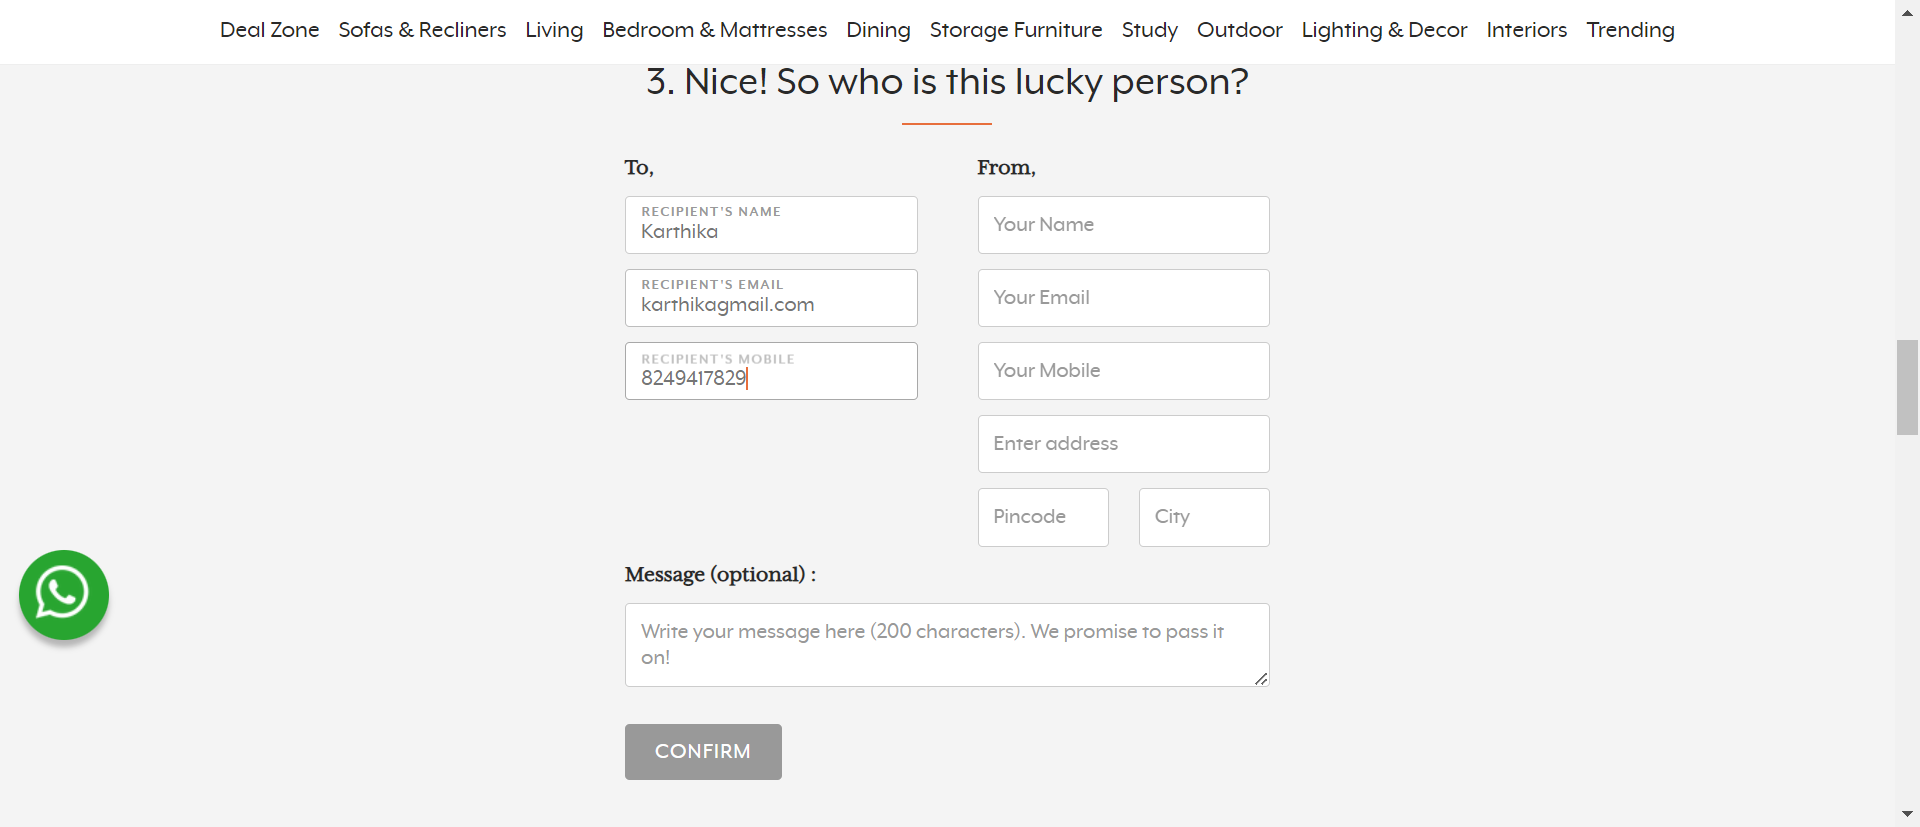 Deal Zone Sofas & Recliners Living Bedroom & Mattresses Dining Storage Furniture Study Outdoor Lighting & Decor Interiors Trending
3. Nice! So who is this lucky person?
To,
RECIPIENT'S NAME
Karthika
RECIPIENT'S EMAIL
karthikagmail.com
RECIPIENT'S MOBILE
8249417829
From,
Your Name
Your Email
Your Mobile
Enter address
Pincode City
Message (optional) :
Write your message here (200 characters). We promise to pass it
on!
CONFIRM